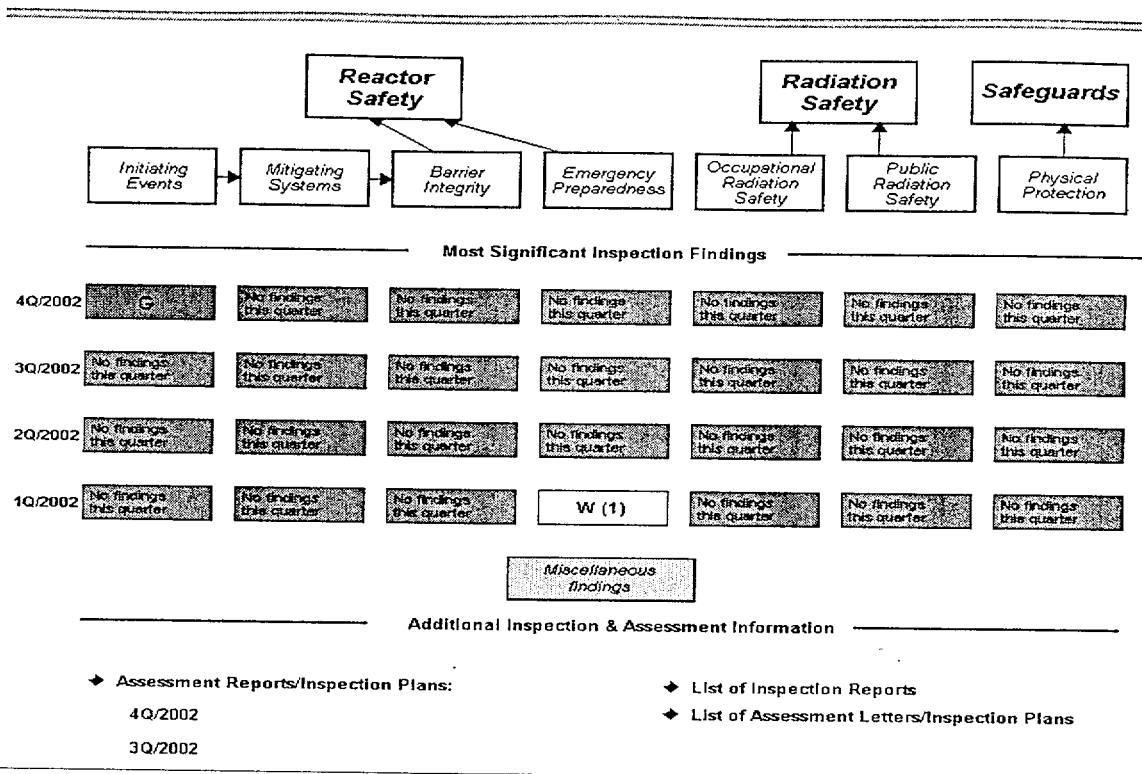 Reactor
Safety
Radiation
Safety
Safeguards
Initiating
Events
Mitigating
Systems
Barrier
Integrity
Emergency
Preparedness
Occupational
Radiation
Safety
Public
Radiation
Safety
Physical
Protection
Most Significant Inspection Findings
4Q/2002
G
No findings
this quarter
No findings
this quarter
No findings
this quarter
No findings
this quarter
No findings
this quarter
No findings
this quarter
3Q/2002
No findings
this quarter
No findings
this quarter
No findings
this quarter
No findings
this quarter
No findings
this quarter
No findings
this quarter
No findings
this quarter
2Q/2002
No findings
this quarter
No findings
this quarter
No findings
this quarter
No findings
this quarter
No findings
this quarter
No findings
this quarter
No findings
this quarter
1Q/2002
No findings
this quarter
No findings
this quarter
No findings
this quarter
W (1)
No findings
this quarter
No findings
this quarter
No findings
this quarter
Miscellaneous
findings
Additional Inspection & Assessment Information
Assessment Reports/Inspection Plans:
4Q/2002
3Q/2002
List of Inspection Reports
List of Assessment Letters/Inspection Plans